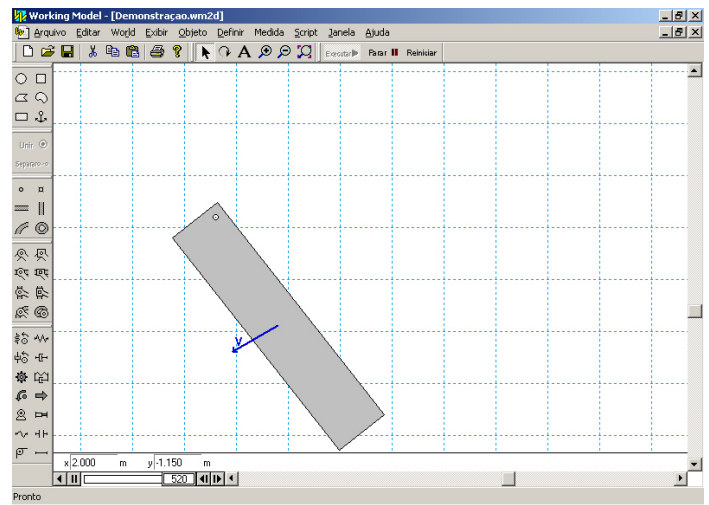 Working Model - [Demonstraçao.wm2d]
Arquivo Editar World Exibir Objeto Definir Medida Script Janela Ajuda
A Executar Parar Reiniciar
Unir
Separaro-o
V
x 2.000 m y -1.150 m
520
Pronto